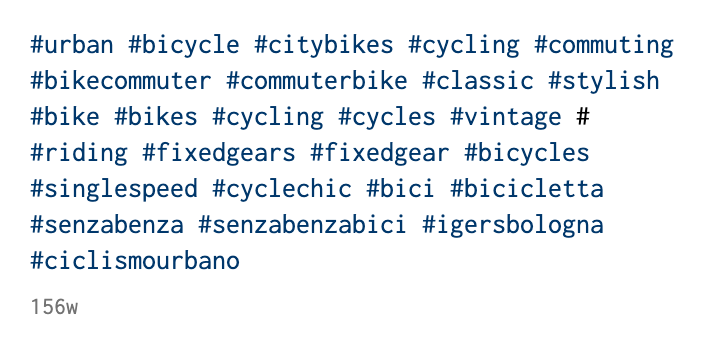 #urban #bicycle #citybikes #cycling #commuting
#bikecommuter #commuterbike #classic #stylish
#bike #bikes #cycling #cycles #vintage #
#riding #fixedgears #fixedgear #bicycles
#singlespeed #cyclechic #bici #bicicletta
#senzabenza #senzabenzabici #igersbologna
#ciclismourbano
156w